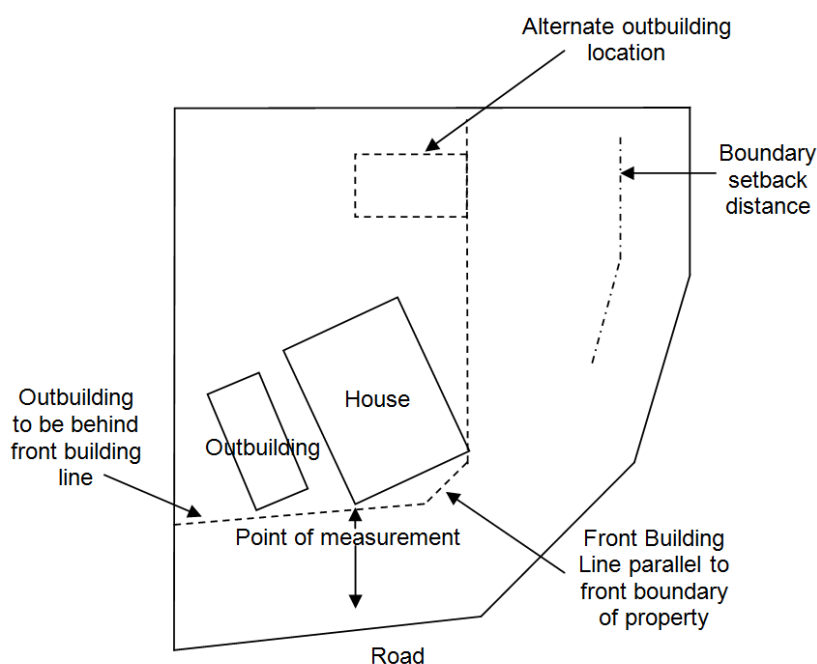 Alternate outbuilding
location
Boundary
setback
distance
House
Outbuilding
to be behind
front building
line
Outbuilding
Point of measurement
Front Building
Line parallel to
front boundary
of property
Road